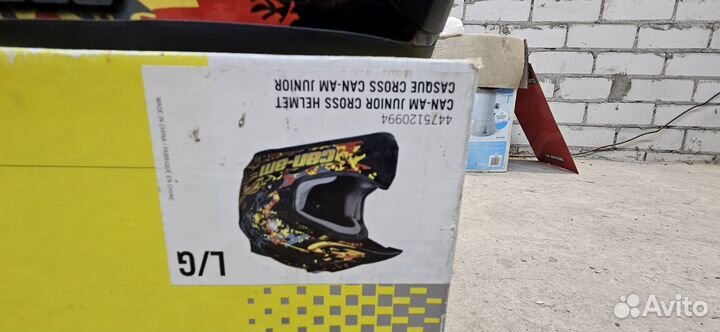 4475120994
CAN-AM JUNIOR CROSS HELMET
CASQUE CROSS CAN-AM JUNIOR
MADE IN CHINA / FABRIQUÉ EN CHINE
can-am
L/G
Avito